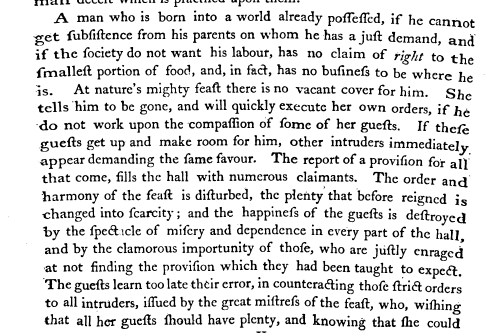 man deceit which is practiſed upon them.
A man who is born into a world already poſſeſſed, if he cannot
get ſubſiſtence from his parents on whom he has a juſt demand, and
if the ſociety do not want his labour, has no claim of right to the
ſmalleſt portion of food, and, in fact, has no buſineſs to be where he
is. At nature's mighty feaſt there is no vacant cover for him. She
tells him to be gone, and will quickly execute her own orders, if he
do not work upon the compaſſion of ſome of her gueſts. If theſe
gueſts get up and make room for him, other intruders immediately
appear demanding the ſame favour. The report of a proviſion for all
that come, fills the hall with numerous claimants. The order and
harmony of the feaſt is diſturbed, the plenty that before reigned is
changed into ſcarcity; and the happineſs of the gueſts is deſtroyed
by the ſpectacle of miſery and dependence in every part of the hall,
and by the clamorous importunity of thoſe, who are juſtly enraged
at not finding the proviſion which they had been taught to expect.
The gueſts learn too late their error, in counteracting thoſe ſtrict orders
to all intruders, iſſued by the great miſtreſs of the feaſt, who, wiſhing
that all her gueſts ſhould have plenty, and knowing that ſhe could